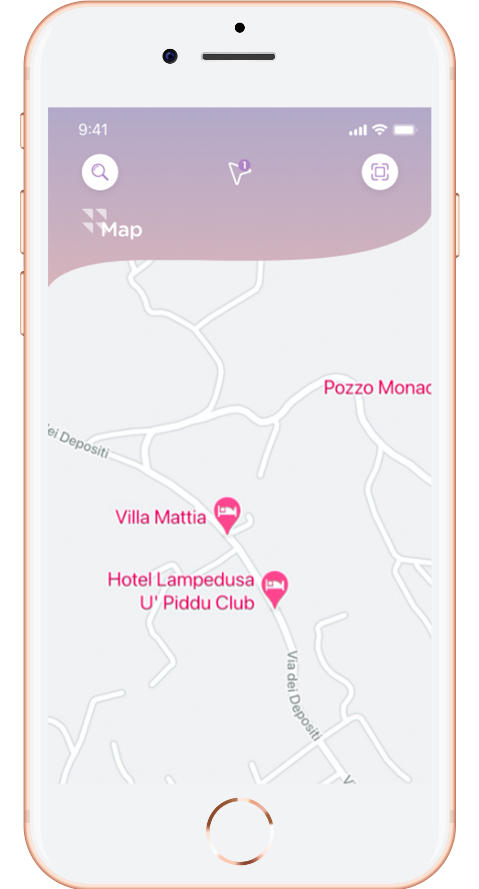 9:41
1
Map
Pozzo Monac
ei Depositi
Villa Mattia
Hotel Lampedusa
U' Piddu Club
Via dei Depositi
V